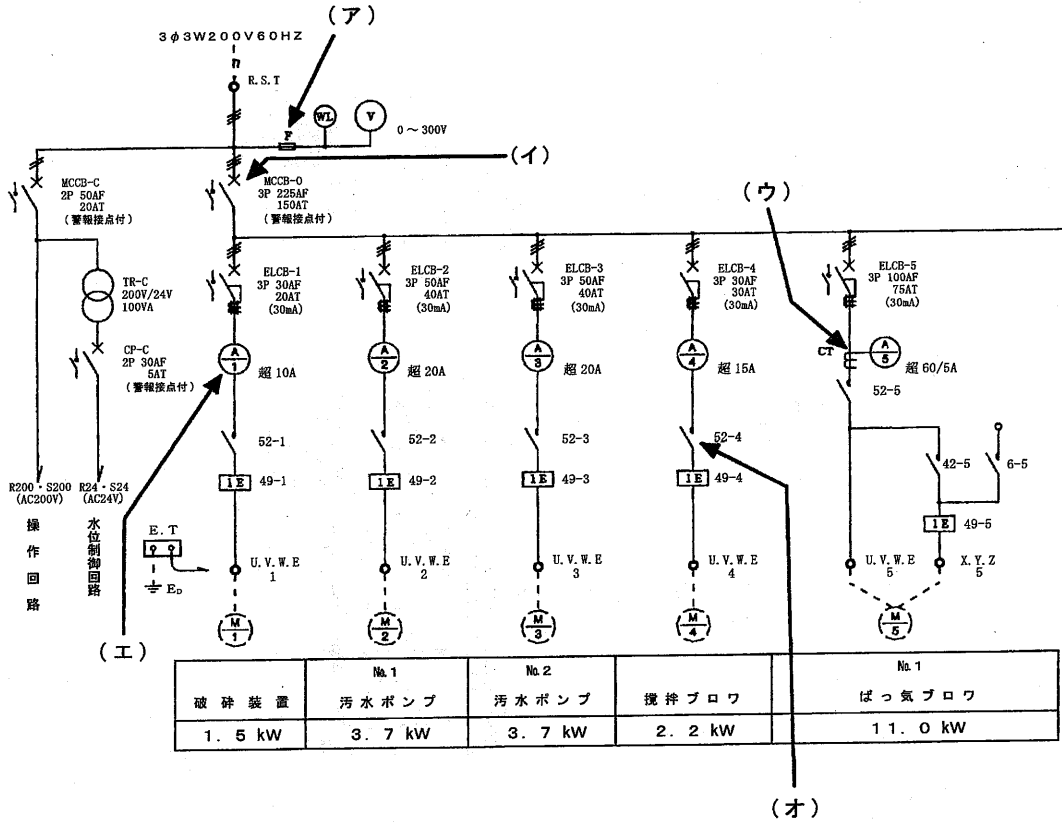 (ア)
3φ3W200V60HZ
R.S.T
F
WL
V
0～300V
(イ)
MCCB-C
2P 50AF
20AT
(警報接点付)
MCCB-0
3P 225AF
150AT
(警報接点付)
(ウ)
TR-C
200V/24V
100VA
CP-C
2P 30AF
5AT
(警報接点付)
ELCB-1
3P 30AF
20AT
(30mA)
ELCB-2
3P 50AF
40AT
(30mA)
ELCB-3
3P 50AF
40AT
(30mA)
ELCB-4
3P 30AF
30AT
(30mA)
ELCB-5
3P 100AF
75AT
(30mA)
A
1
超 10A
A
2
超 20A
A
3
超 20A
A
4
超 15A
CT
A
5
超 60/5A
52-1
52-2
52-3
52-4
52-5
42-5
6-5
1E
49-1
1E
49-2
1E
49-3
1E
49-4
1E
49-5
R200・S200
(AC200V)
R24・S24
(AC24V)
操作回路
水位制御回路
E.T
ED
U.V.W.E
1
U.V.W.E
2
U.V.W.E
3
U.V.W.E
4
U.V.W.E
5
X.Y.Z
5
M
1
M
2
M
3
M
4
M
5
(エ)
破砕装置
№1
汚水ポンプ
№2
汚水ポンプ
攪拌ブロワ
№1
ばっ気ブロワ
1.5 kW
3.7 kW
3.7 kW
2.2 kW
11.0 kW
(オ)